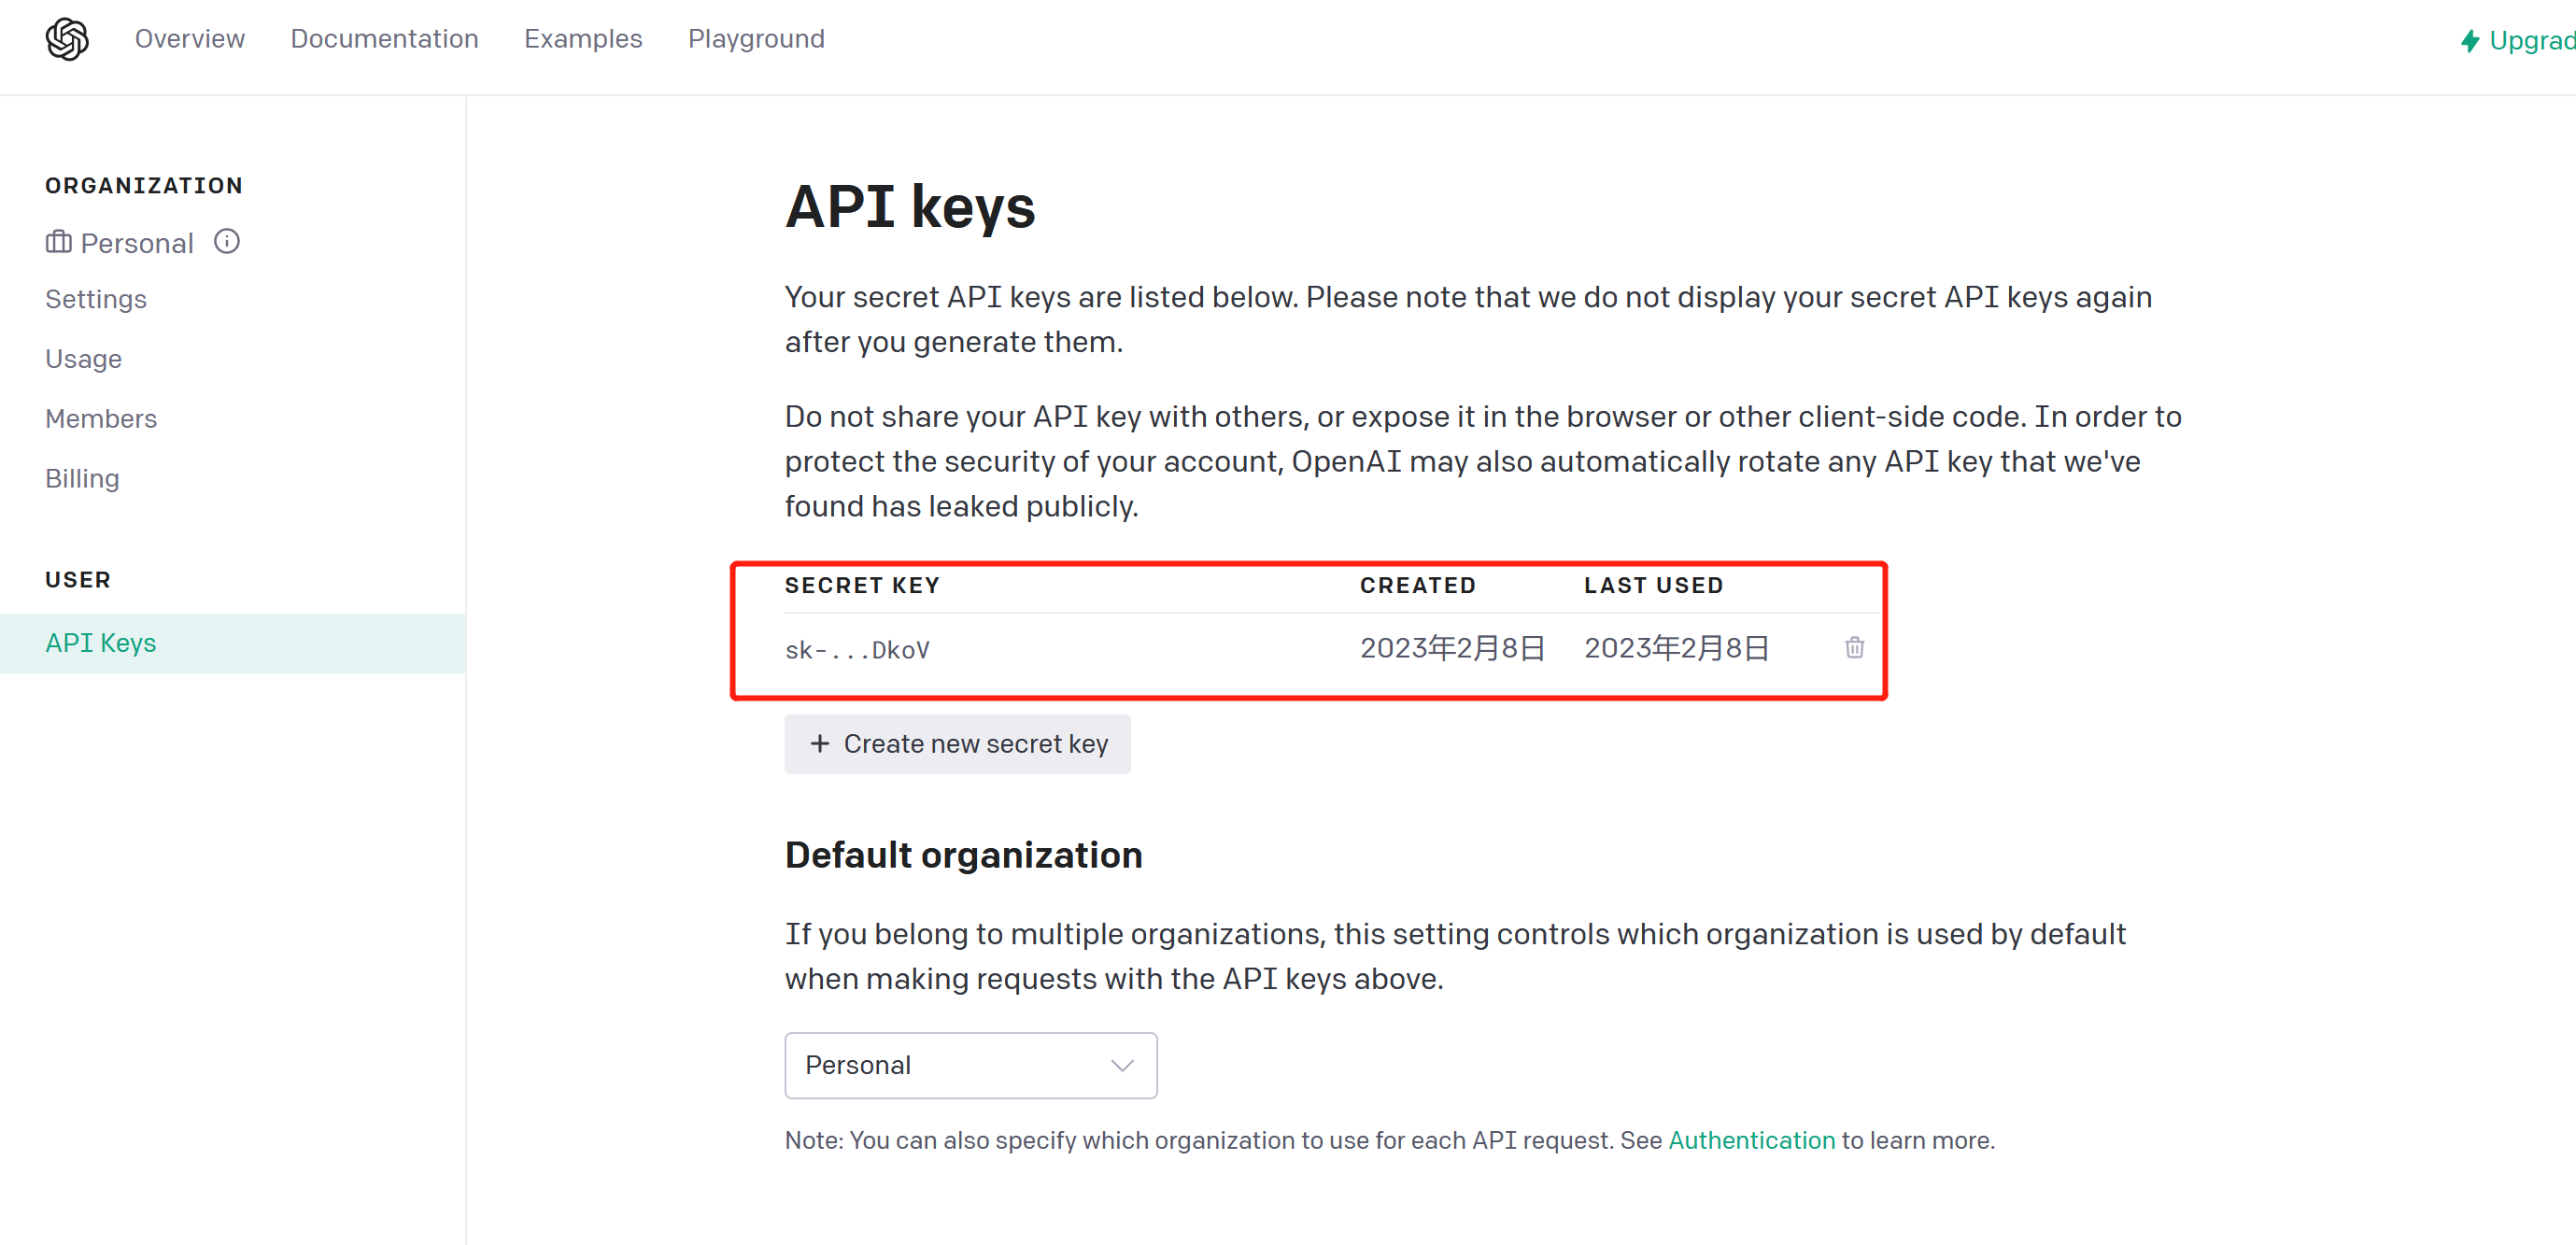 Overview Documentation Examples Playground Upgrad
ORGANIZATION
Personal
Settings
Usage
Members
Billing
USER
API Keys
API keys
Your secret API keys are listed below. Please note that we do not display your secret API keys again
after you generate them.
Do not share your API key with others, or expose it in the browser or other client-side code. In order to
protect the security of your account, OpenAI may also automatically rotate any API key that we've
found has leaked publicly.
SECRET KEY CREATED LAST USED
sk-...DkoV 2023年2月8日 2023年2月8日
+ Create new secret key
Default organization
If you belong to multiple organizations, this setting controls which organization is used by default
when making requests with the API keys above.
Personal
Note: You can also specify which organization to use for each API request. See Authentication to learn more.